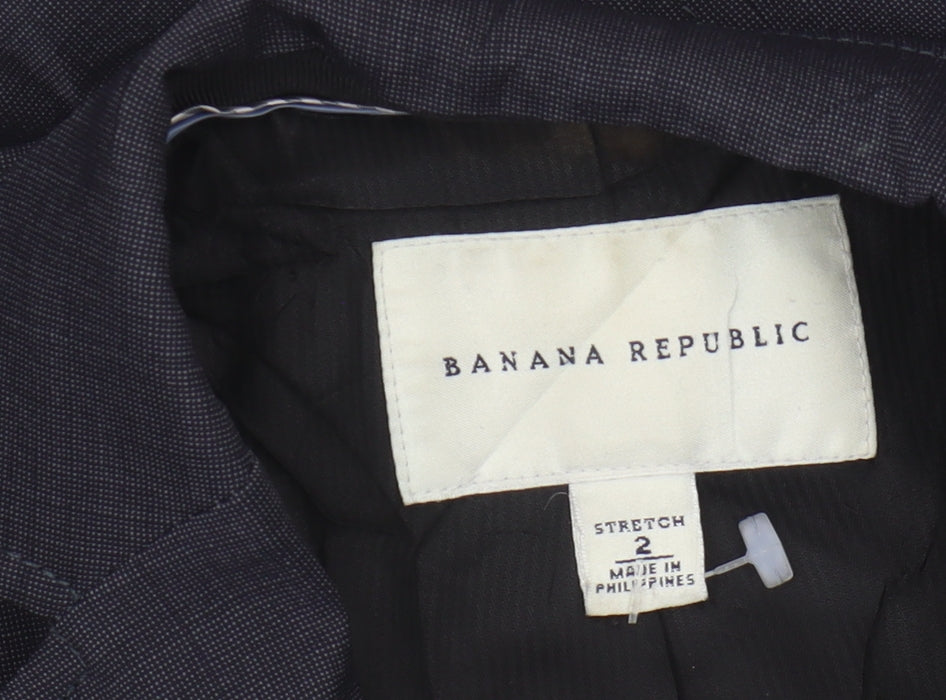 BANANA REPUBLIC
STRETCH
2
MADE IN
PHILIPPINES